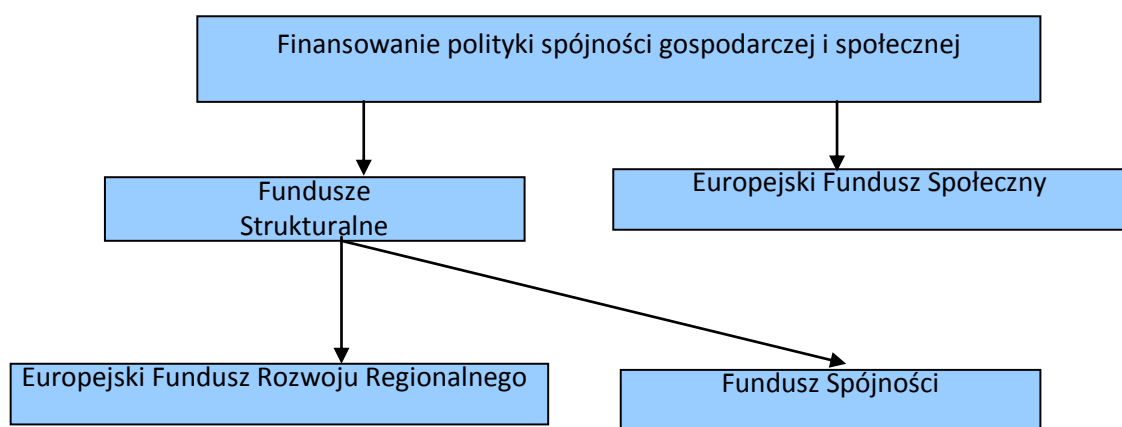 Finansowanie polityki spójności gospodarczej i społecznej
Fundusze
Strukturalne
Europejski Fundusz Społeczny
Europejski Fundusz Rozwoju Regionalnego
Fundusz Spójności